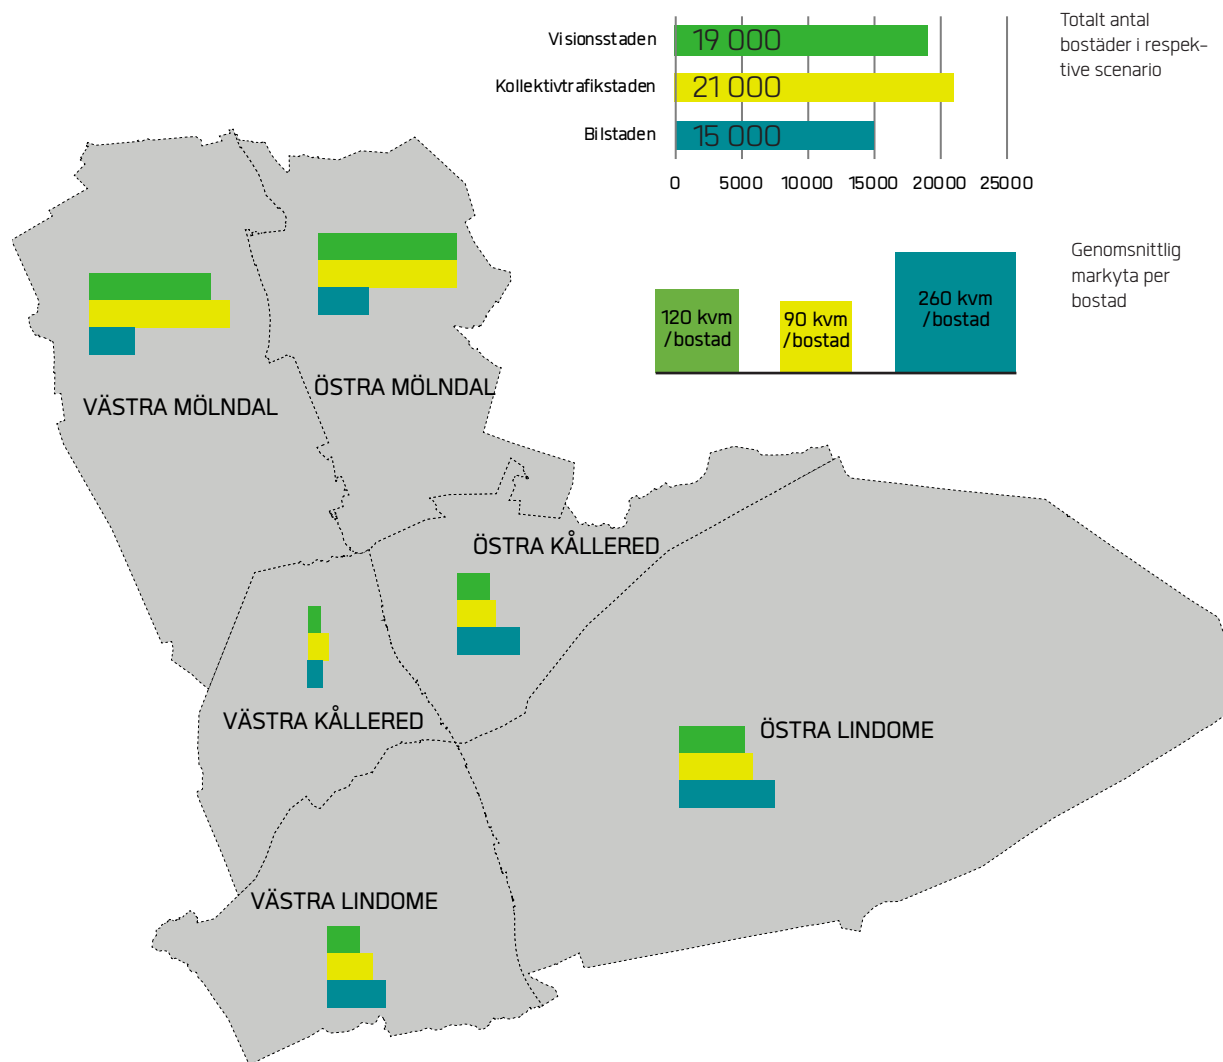 Visionsstaden
19 000
Kollektivtrafikstaden
21 000
Bilstaden
15 000
0 5000 10000 15000 20000 25000
Totalt antal
bostäder i respek-
tive scenario
120 kvm
/bostad
90 kvm
/bostad
260 kvm
/bostad
Genomsnittlig
markyta per
bostad
VÄSTRA MÖLNDAL
ÖSTRA MÖLNDAL
ÖSTRA KÅLLERED
VÄSTRA KÅLLERED
ÖSTRA LINDOME
VÄSTRA LINDOME